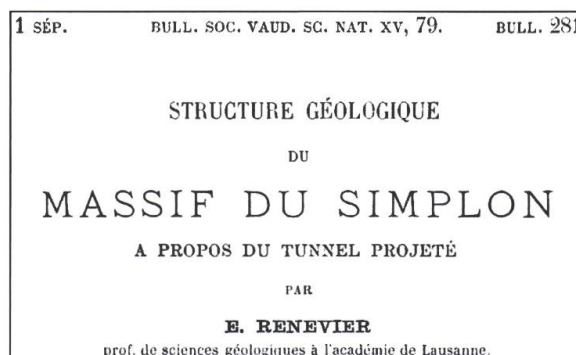 1 SÉP. BULL. SOC. VAUD. SC. NAT. XV, 79. BULL. 281
STRUCTURE GÉOLOGIQUE
DU
MASSIF DU SIMPLON
A PROPOS DU TUNNEL PROJETÉ
PAR
E. RENEVIER
prof. de sciences géologiques à l'académie de Lausanne.